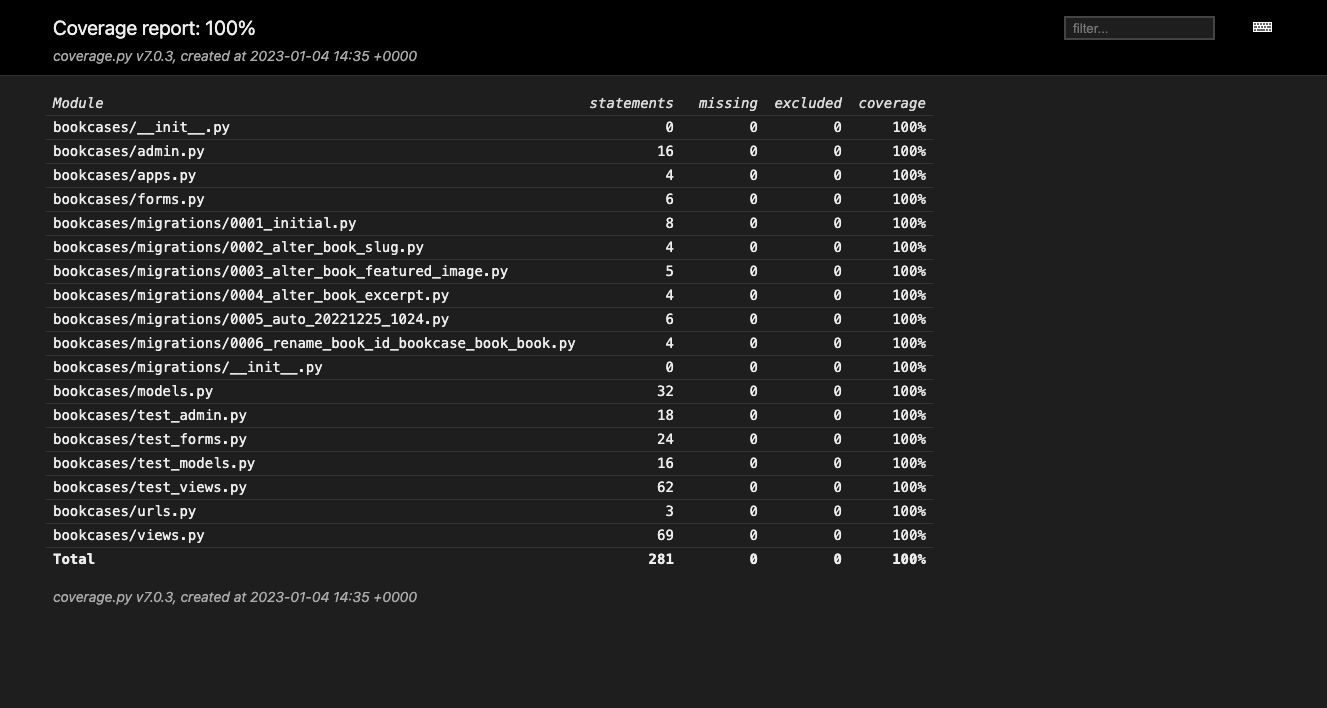 Coverage report: 100%
filter...
coverage.py v7.0.3, created at 2023-01-04 14:35 +0000
Module statements missing excluded coverage
bookcases/__init__.py 0 0 0 100%
bookcases/admin.py 16 0 0 100%
bookcases/apps.py 4 0 0 100%
bookcases/forms.py 6 0 0 100%
bookcases/migrations/0001_initial.py 8 0 0 100%
bookcases/migrations/0002_alter_book_slug.py 4 0 0 100%
bookcases/migrations/0003_alter_book_featured_image.py 5 0 0 100%
bookcases/migrations/0004_alter_book_excerpt.py 4 0 0 100%
bookcases/migrations/0005_auto_20221225_1024.py 6 0 0 100%
bookcases/migrations/0006_rename_book_id_bookcase_book_book.py 4 0 0 100%
bookcases/migrations/__init__.py 0 0 0 100%
bookcases/models.py 32 0 0 100%
bookcases/test_admin.py 18 0 0 100%
bookcases/test_forms.py 24 0 0 100%
bookcases/test_models.py 16 0 0 100%
bookcases/test_views.py 62 0 0 100%
bookcases/urls.py 3 0 0 100%
bookcases/views.py 69 0 0 100%
Total 281 0 0 100%
coverage.py v7.0.3, created at 2023-01-04 14:35 +0000